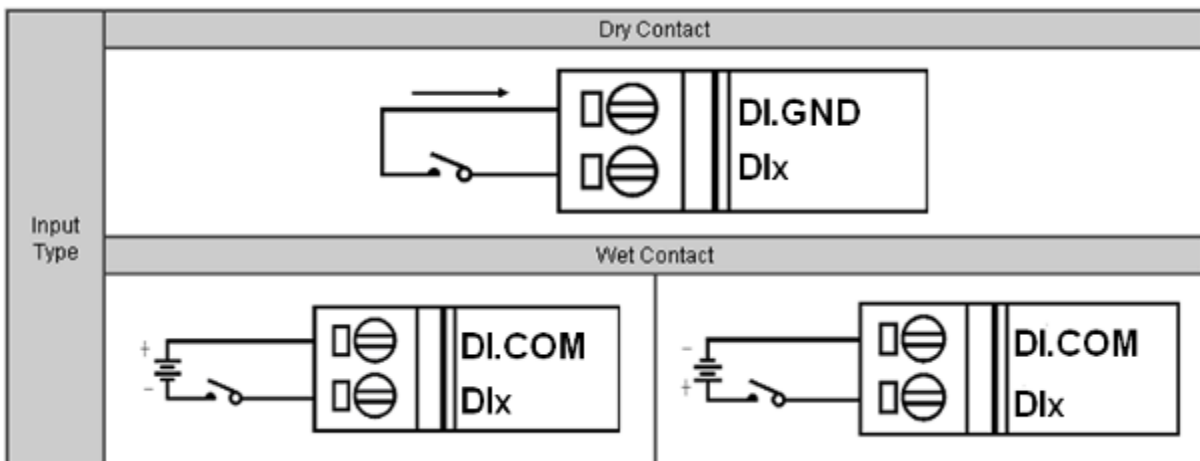 Dry Contact
DI.GND
DIx
Input
Type
Wet Contact
+
-
DI.COM
DIx
-
+
DI.COM
DIx